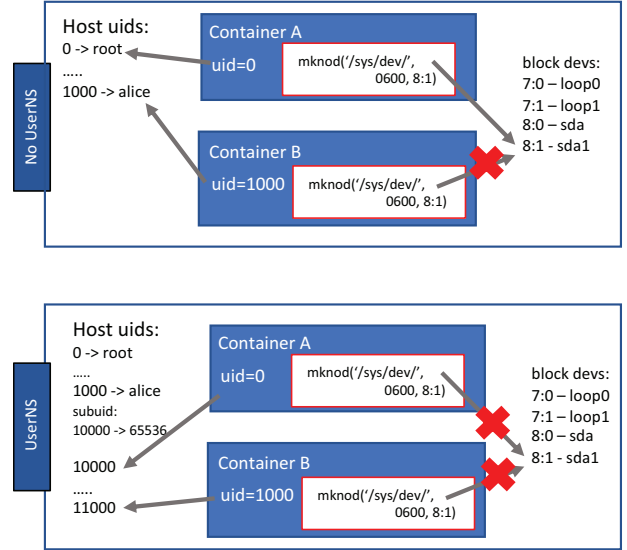 No UserNS
Host uids:
0 -> root
.....
1000 -> alice
Container A
uid=0
mknod('/sys/dev/',
0600, 8:1)
Container B
uid=1000
mknod('/sys/dev/',
0600, 8:1)
block devs:
7:0 – loop0
7:1 – loop1
8:0 – sda
8:1 - sda1
UserNS
Host uids:
0 -> root
.....
1000 -> alice
subuid:
10000 -> 65536
10000
.....
11000
Container A
uid=0
mknod('/sys/dev/',
0600, 8:1)
Container B
uid=1000
mknod('/sys/dev/',
0600, 8:1)
block devs:
7:0 – loop0
7:1 – loop1
8:0 – sda
8:1 - sda1